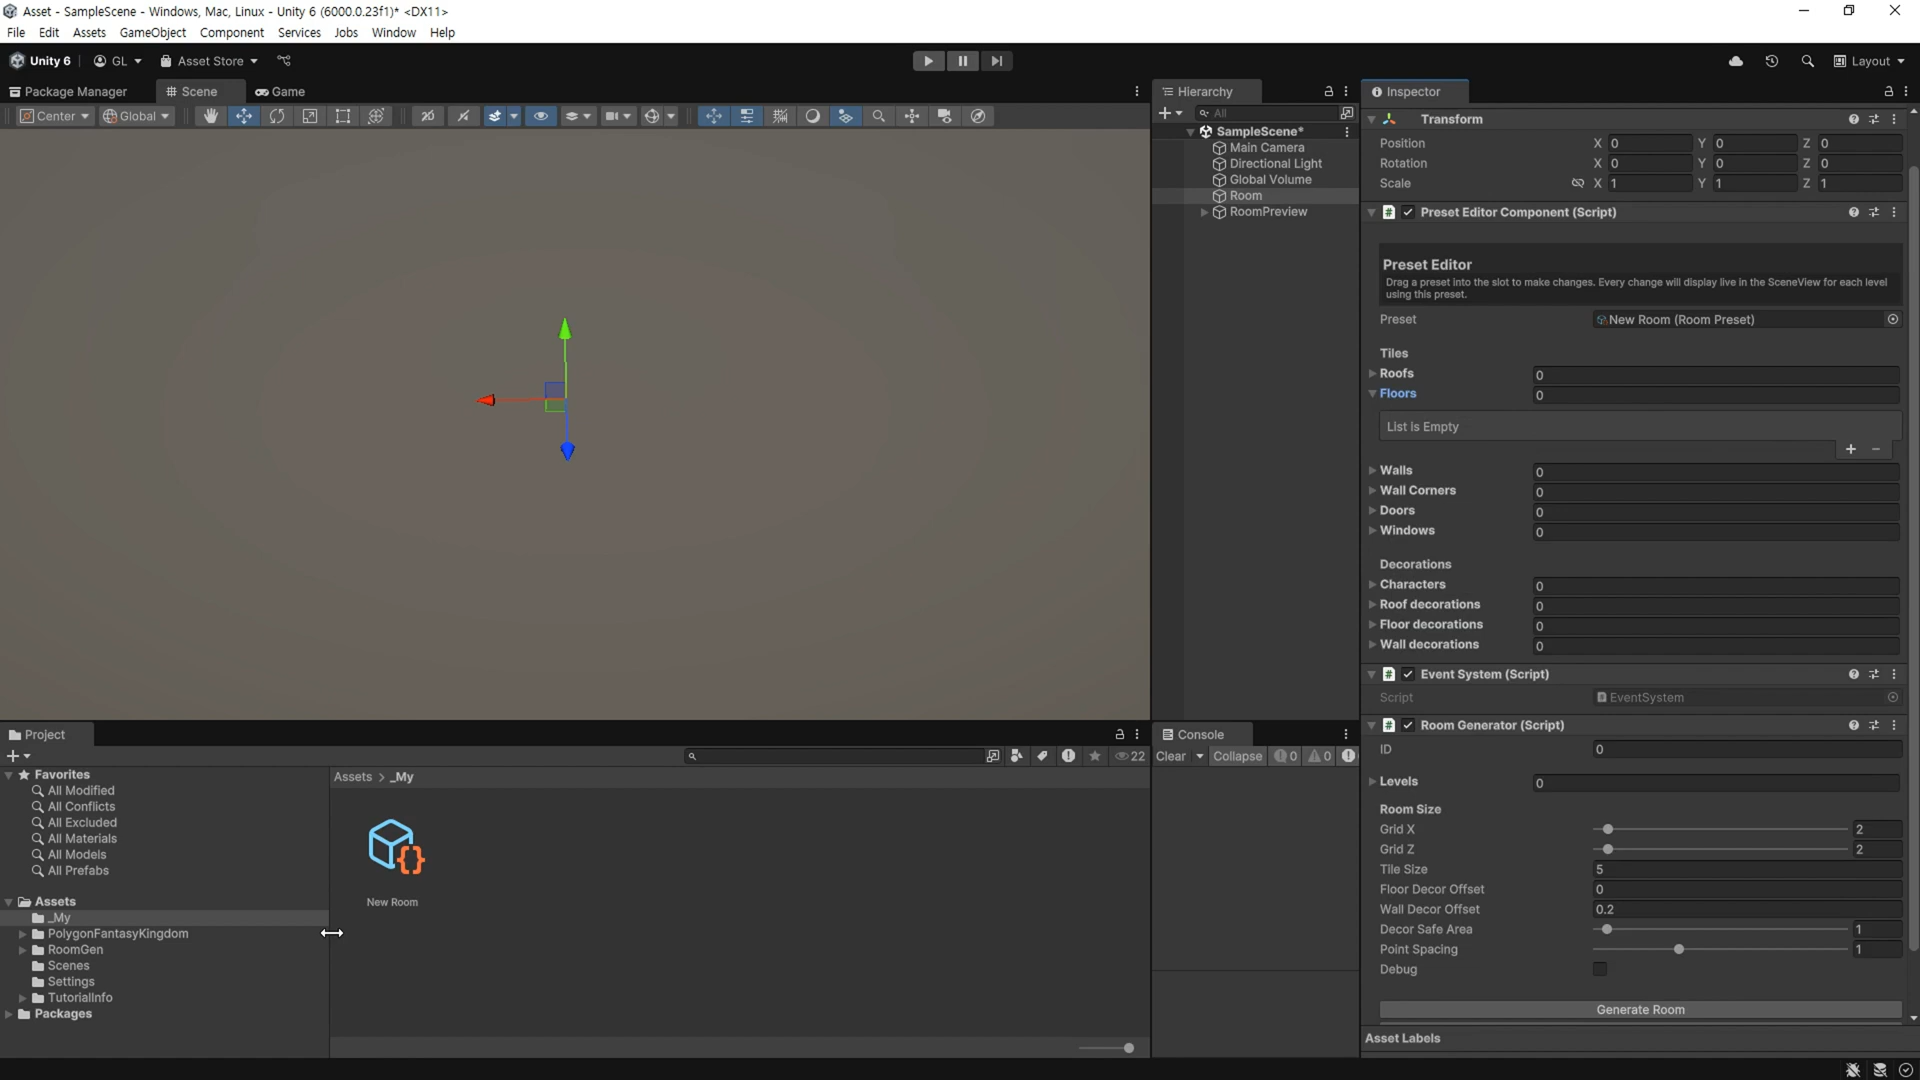 Asset - SampleScene - Windows, Mac, Linux - Unity 6 (6000.0.23f1)* <DX11>
File Edit Assets GameObject Component Services Jobs Window Help
Unity 6 GL Asset Store Layout
Package Manager Scene Game
Center Global
Hierarchy
All
SampleScene*
Main Camera
Directional Light
Global Volume
Room
RoomPreview
Inspector
Transform
Position X 0 Y 0 Z 0
Rotation X 0 Y 0 Z 0
Scale X 1 Y 1 Z 1
Preset Editor Component (Script)
Preset Editor
Drag a preset into the slot to make changes. Every change will display live in the SceneView for each level
using this preset.
Preset New Room (Room Preset)
Tiles
Roofs 0
Floors 0
List is Empty
Walls 0
Wall Corners 0
Doors 0
Windows 0
Decorations
Characters 0
Roof decorations 0
Floor decorations 0
Wall decorations 0
Event System (Script)
Script EventSystem
Room Generator (Script)
ID 0
Levels 0
Room Size
Grid X 2
Grid Z 2
Tile Size 5
Floor Decor Offset 0
Wall Decor Offset 0.2
Decor Safe Area 1
Point Spacing 1
Debug
Generate Room
Asset Labels
Project
22
Favorites
All Modified
All Conflicts
All Excluded
All Materials
All Models
All Prefabs
Assets
_My
PolygonFantasyKingdom
RoomGen
Scenes
Settings
TutorialInfo
Packages
Assets > _My
New Room
Console
Clear Collapse 0 0